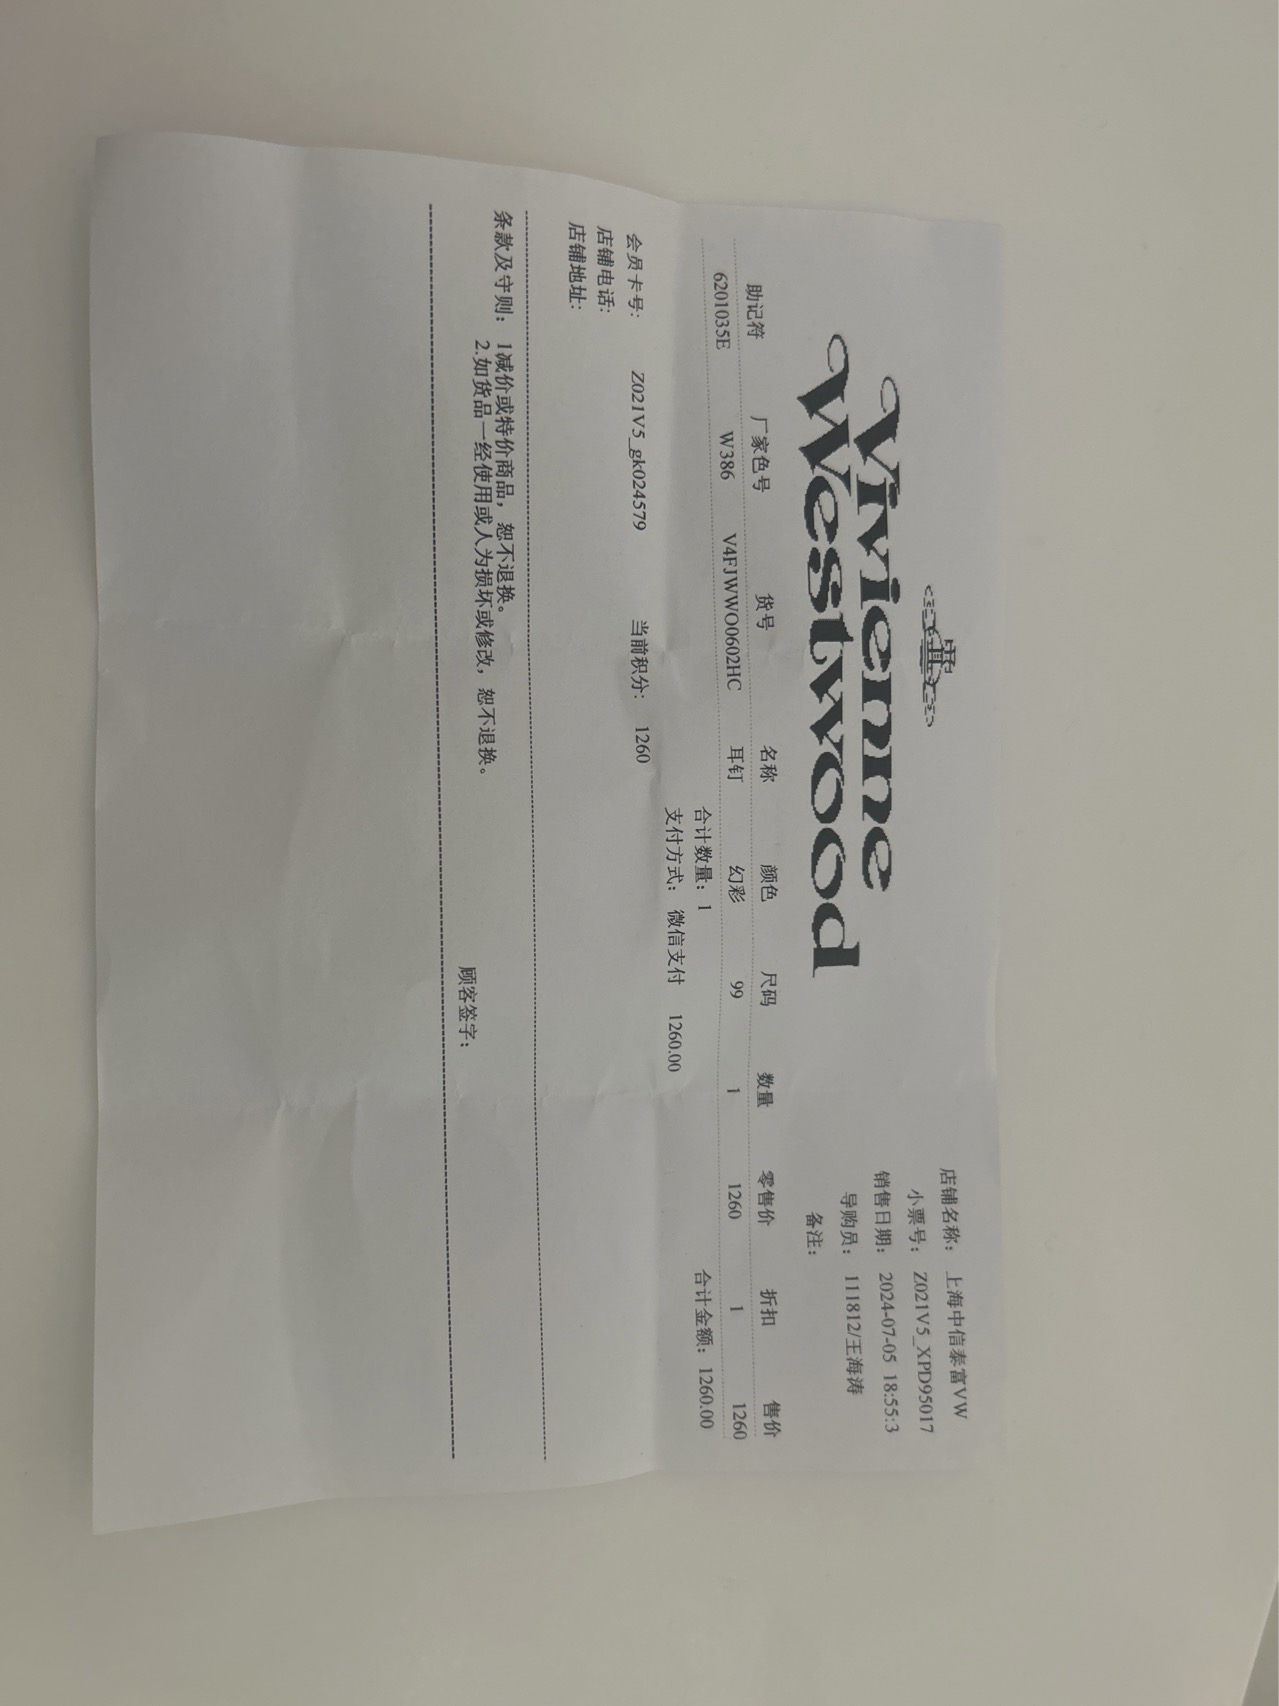 Vivienne
Westwood
店铺名称： 上海中信泰富VW
小票号： Z021V5_XPD95017
销售日期： 2024-07-05 18:55:3
导购员： 111812/王海涛
备注：
助记符 厂家色号 货号 名称 颜色 尺码 数量 零售价 折扣 售价
6201035E W386 V4FJWWO0602HC 耳钉 幻彩 99 1 1260 1 1260
合计数量：1 合计金额：1260.00
支付方式： 微信支付 1260.00
会员卡号: Z021V5_gk024579 当前积分: 1260
店铺电话:
店铺地址:
条款及守则： 1减价或特价商品，恕不退换。
2.如货品一经使用或人为损坏或修改，恕不退换。
顾客签字：